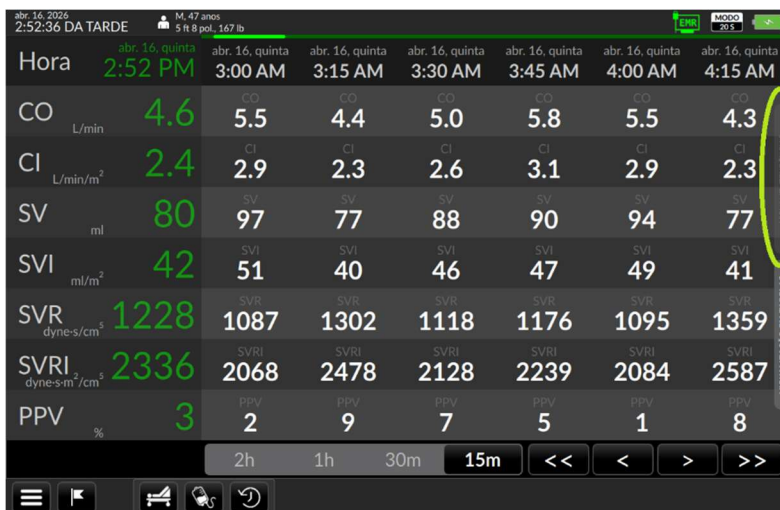 abr. 16, 2026
2:52:36 DA TARDE
M, 47 anos
5 ft 8 pol., 167 lb
EMR
MODO
20 S
Hora
abr. 16, quinta
2:52 PM
abr. 16, quinta
3:00 AM
abr. 16, quinta
3:15 AM
abr. 16, quinta
3:30 AM
abr. 16, quinta
3:45 AM
abr. 16, quinta
4:00 AM
abr. 16, quinta
4:15 AM
CO L/min 4.6
CO CO CO CO CO CO
5.5 4.4 5.0 5.8 5.5 4.3
CI L/min/m² 2.4
CI CI CI CI CI CI
2.9 2.3 2.6 3.1 2.9 2.3
SV ml 80
SV SV SV SV SV SV
97 77 88 90 94 77
SVI ml/m² 42
SVI SVI SVI SVI SVI SVI
51 40 46 47 49 41
SVR dyne·s/cm⁵ 1228
SVR SVR SVR SVR SVR SVR
1087 1302 1118 1176 1095 1359
SVRI dyne·s·m²/cm⁵ 2336
SVRI SVRI SVRI SVRI SVRI SVRI
2068 2478 2128 2239 2084 2587
PPV % 3
PPV PPV PPV PPV PPV PPV
2 9 7 5 1 8
2h 1h 30m 15m << < > >>